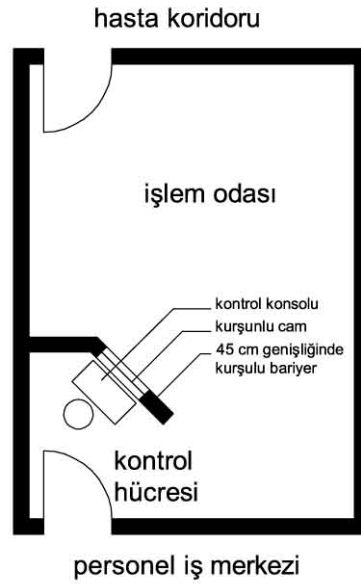 hasta koridoru
işlem odası
kontrol konsolu
kurşunlu cam
45 cm genişliğinde
kurşulu bariyer
kontrol
hücresi
personel iş merkezi